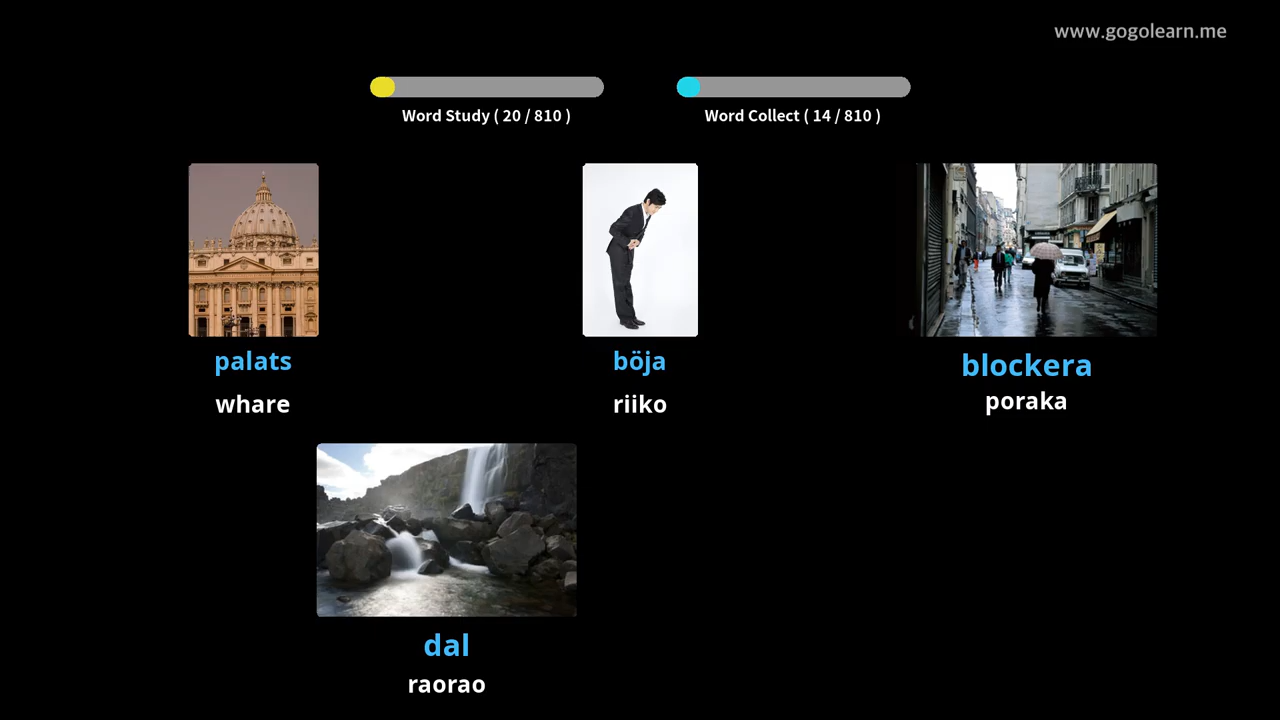 www.gogolearn.me
Word Study ( 20 / 810 )
Word Collect ( 14 / 810 )
palats
böja
blockera
whare
riiko
poraka
dal
raorao